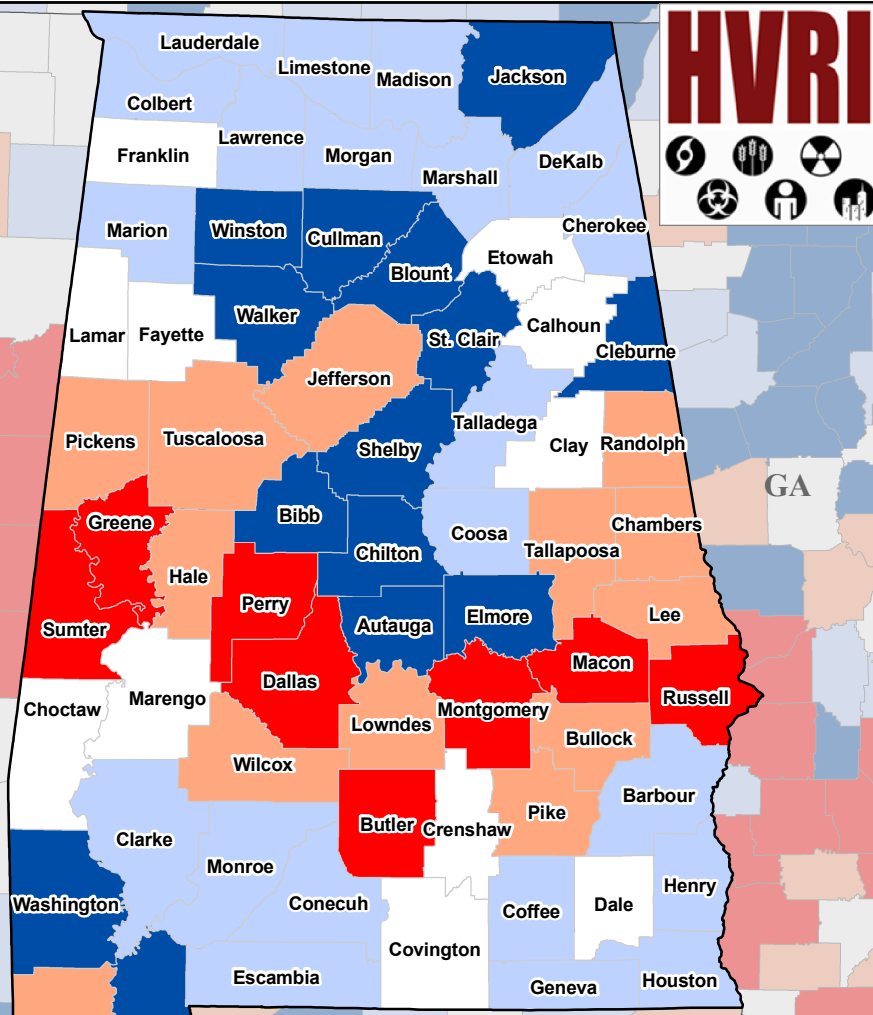 HVRI
Lauderdale
Limestone
Madison
Jackson
Colbert
Lawrence
Franklin
Morgan
DeKalb
Marshall
Marion
Winston
Cullman
Cherokee
Etowah
Blount
Walker
Calhoun
Lamar
Fayette
St. Clair
Cleburne
Jefferson
Talladega
Pickens
Tuscaloosa
Shelby
Clay
Randolph
GA
Greene
Bibb
Chambers
Coosa
Chilton
Tallapoosa
Hale
Perry
Lee
Elmore
Sumter
Autauga
Macon
Dallas
Russell
Marengo
Choctaw
Montgomery
Lowndes
Bullock
Wilcox
Barbour
Pike
Butler
Crenshaw
Clarke
Monroe
Henry
Washington
Conecuh
Coffee
Dale
Covington
Escambia
Geneva
Houston